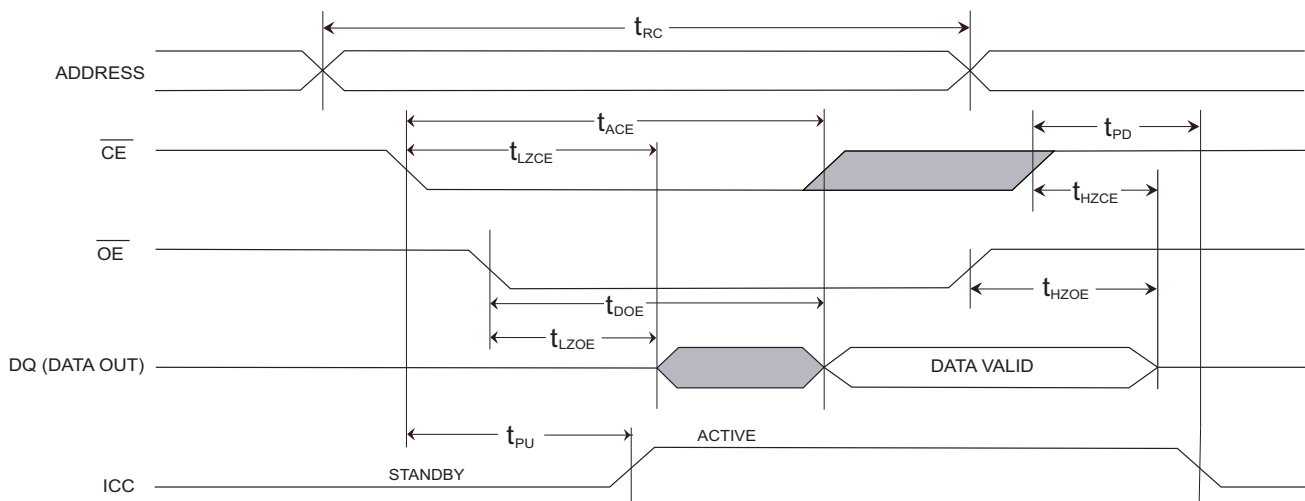 tRC
ADDRESS
tACE
tPD
CE
tLZCE
tHZCE
OE
tHZOE
tDOE
tLZOE
DQ (DATA OUT)
DATA VALID
tPU
ACTIVE
STANDBY
ICC